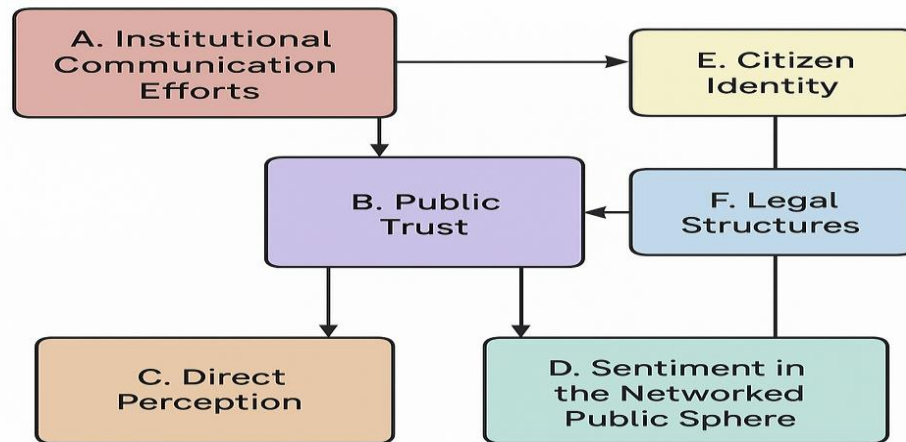 A. Institutional
Communication
Efforts
E. Citizen
Identity
B. Public
Trust
F. Legal
Structures
C. Direct
Perception
D. Sentiment in
the Networked
Public Sphere